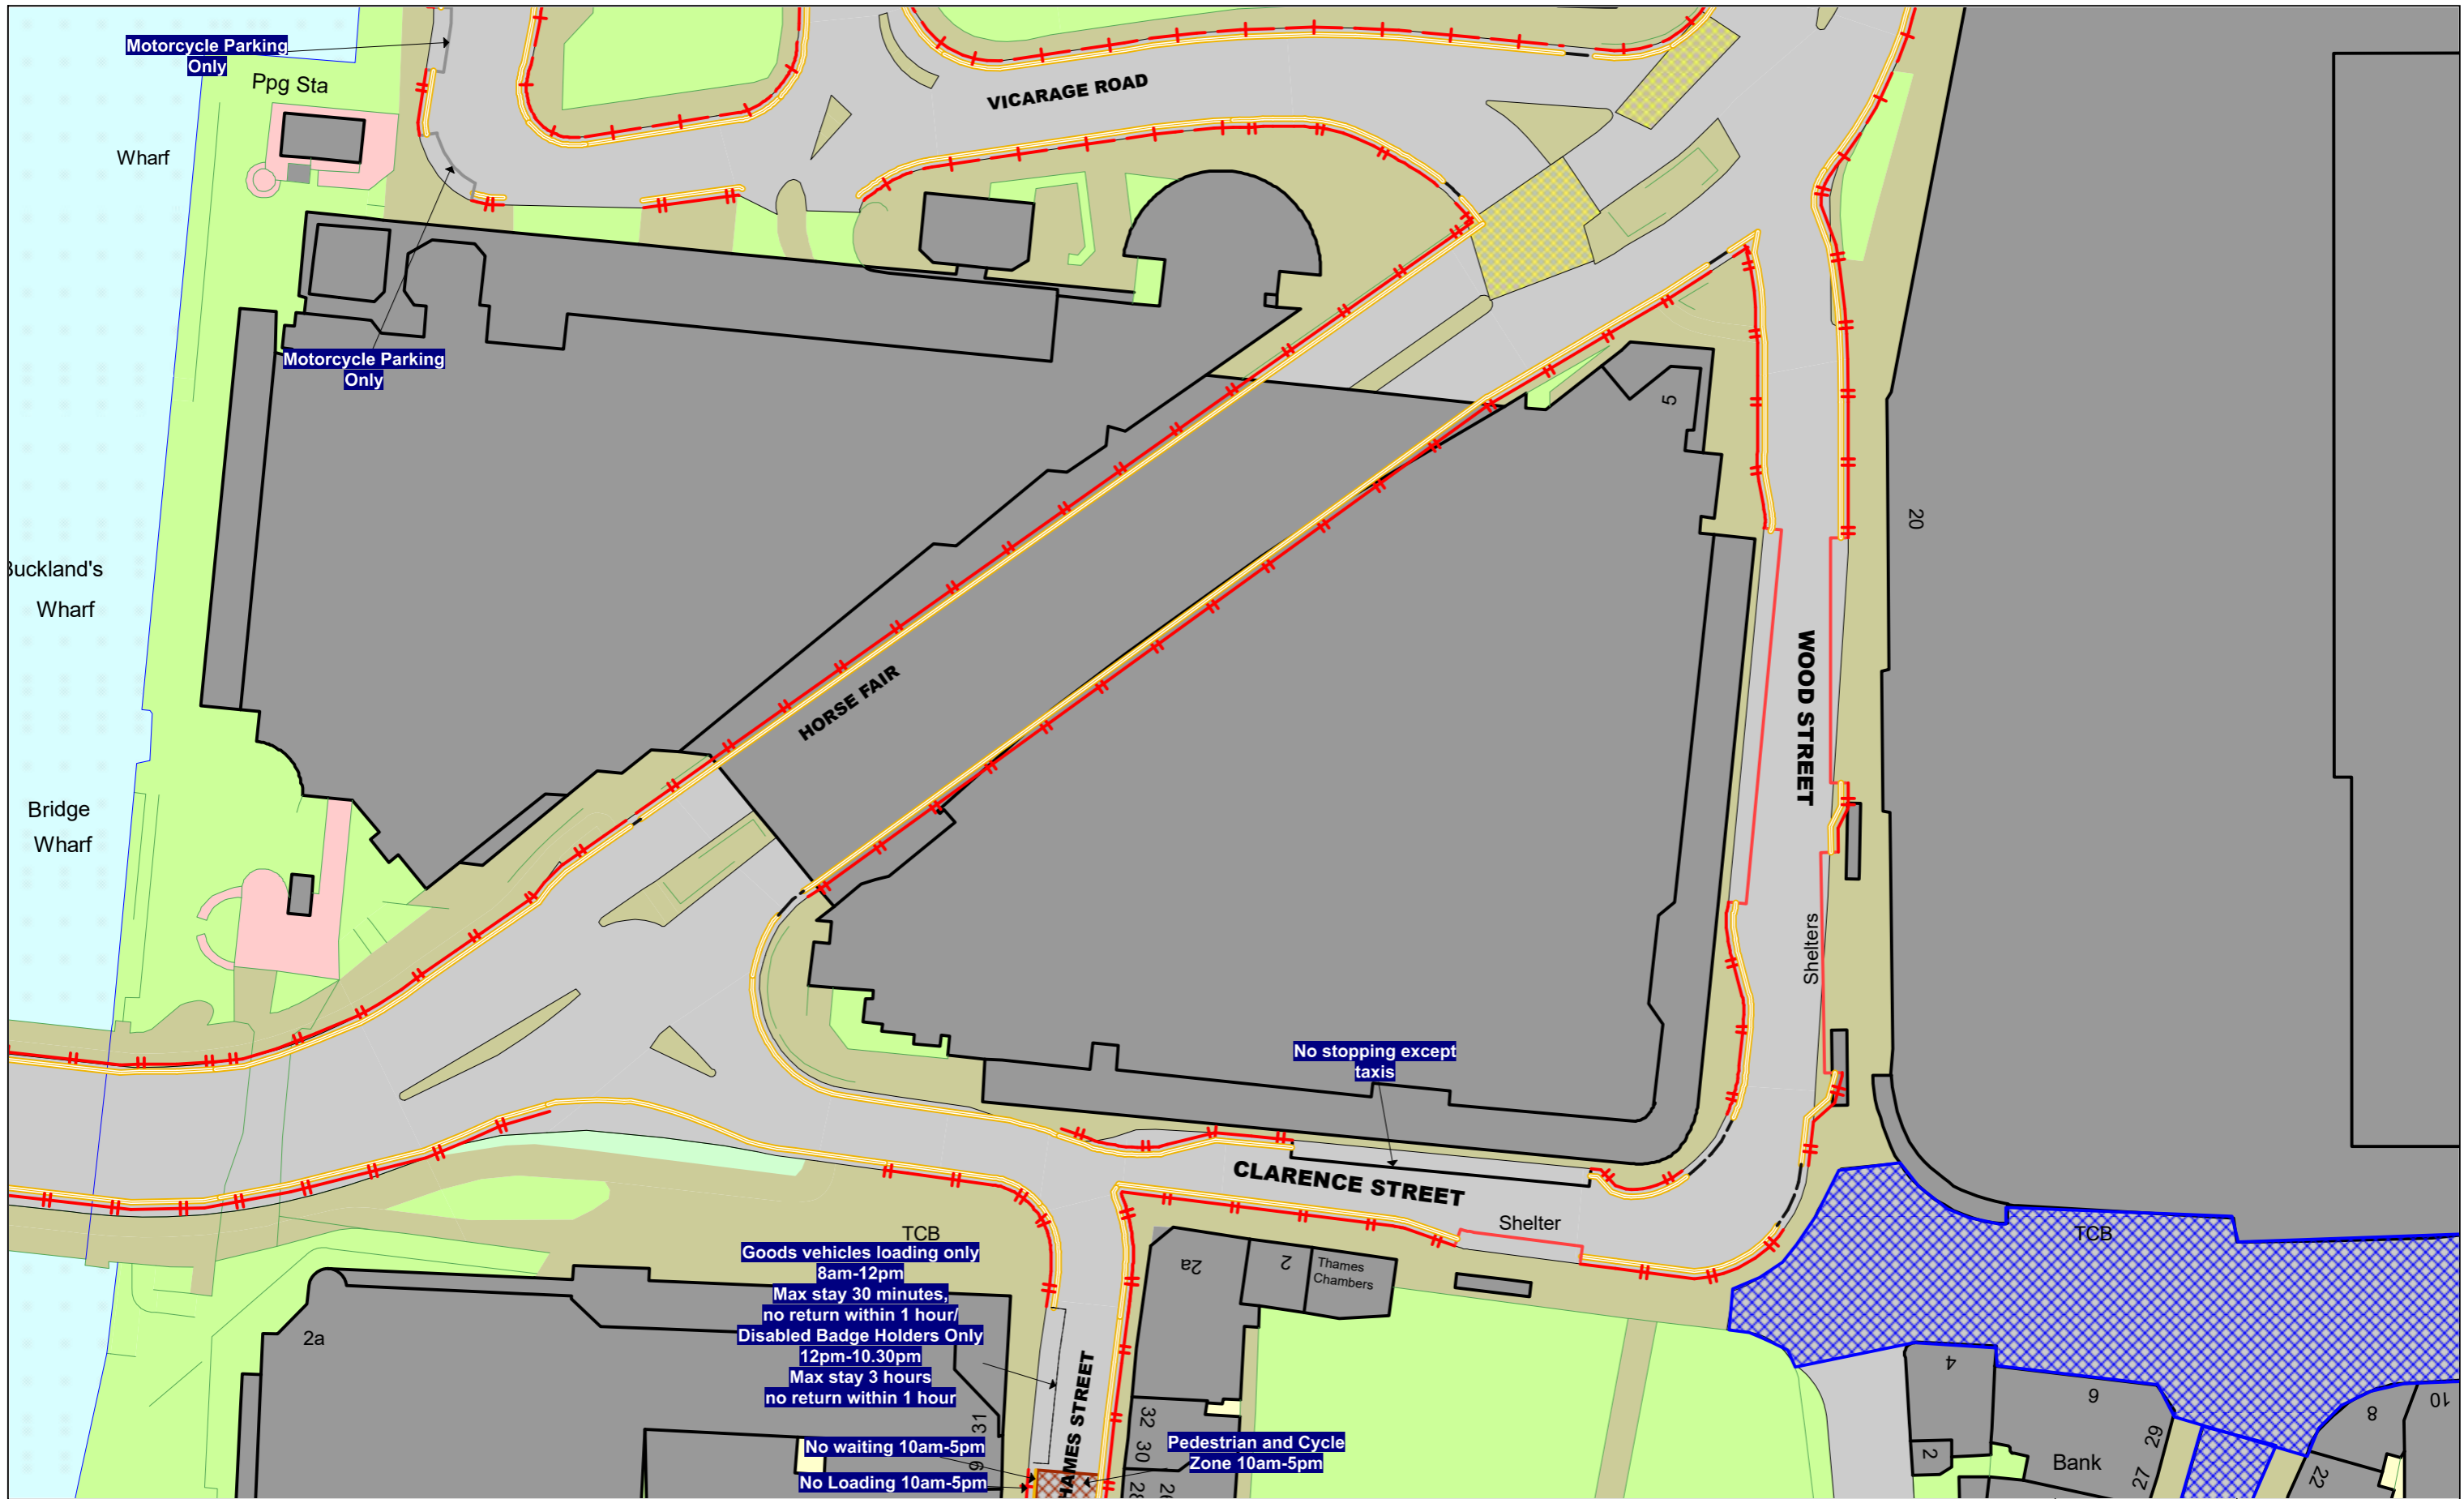 Motorcycle Parking
Only
Ppg Sta
VICARAGE ROAD
Wharf
Motorcycle Parking
Only
5
20
Buckland's
Wharf
WOOD STREET
HORSE FAIR
Bridge
Wharf
Shelters
No stopping except
taxis
CLARENCE STREET
Shelter
TCB
TCB
Goods vehicles loading only
8am-12pm
Max stay 30 minutes,
no return within 1 hour/
Disabled Badge Holders Only
12pm-10.30pm
Max stay 3 hours
no return within 1 hour
2a
2
Thames
Chambers
2a
THAMES STREET
4
6
8
10
31
32
30
29
27
2
Bank
22
No waiting 10am-5pm
No Loading 10am-5pm
Pedestrian and Cycle
Zone 10am-5pm
28